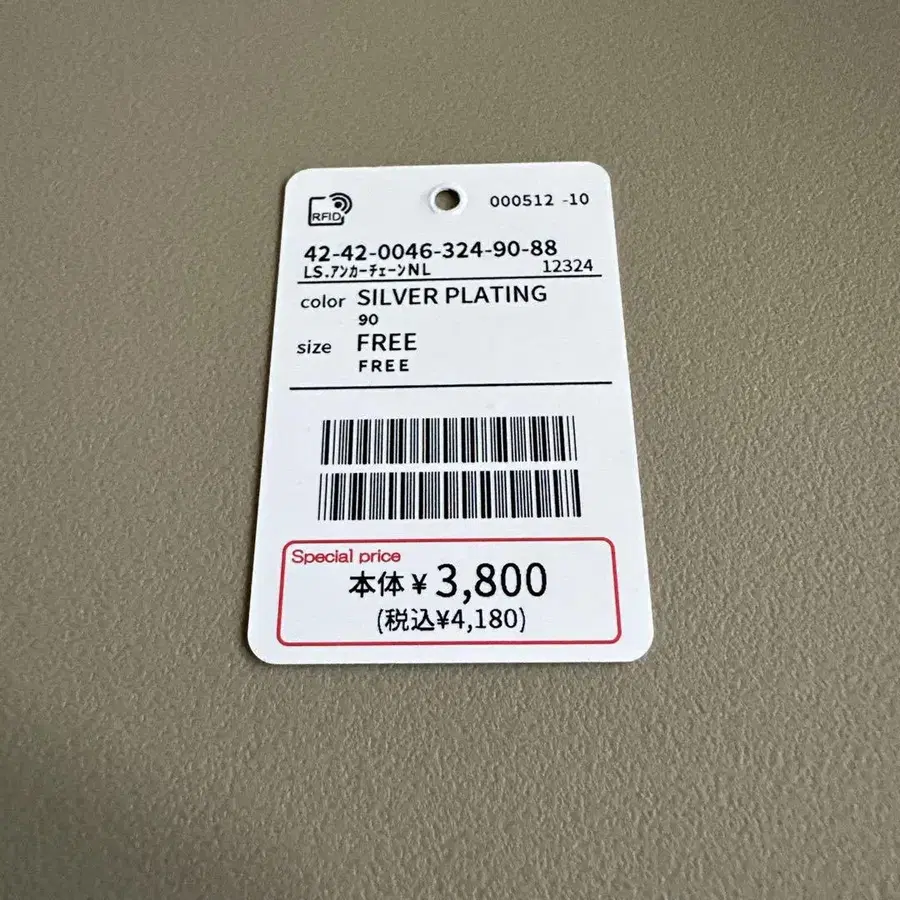 RFID
000512 -10
42-42-0046-324-90-88
LS.ｱﾝｶｰﾁｪｰﾝNL 12324
color SILVER PLATING
90
size FREE
FREE
Special price
本体¥3,800
(税込¥4,180)